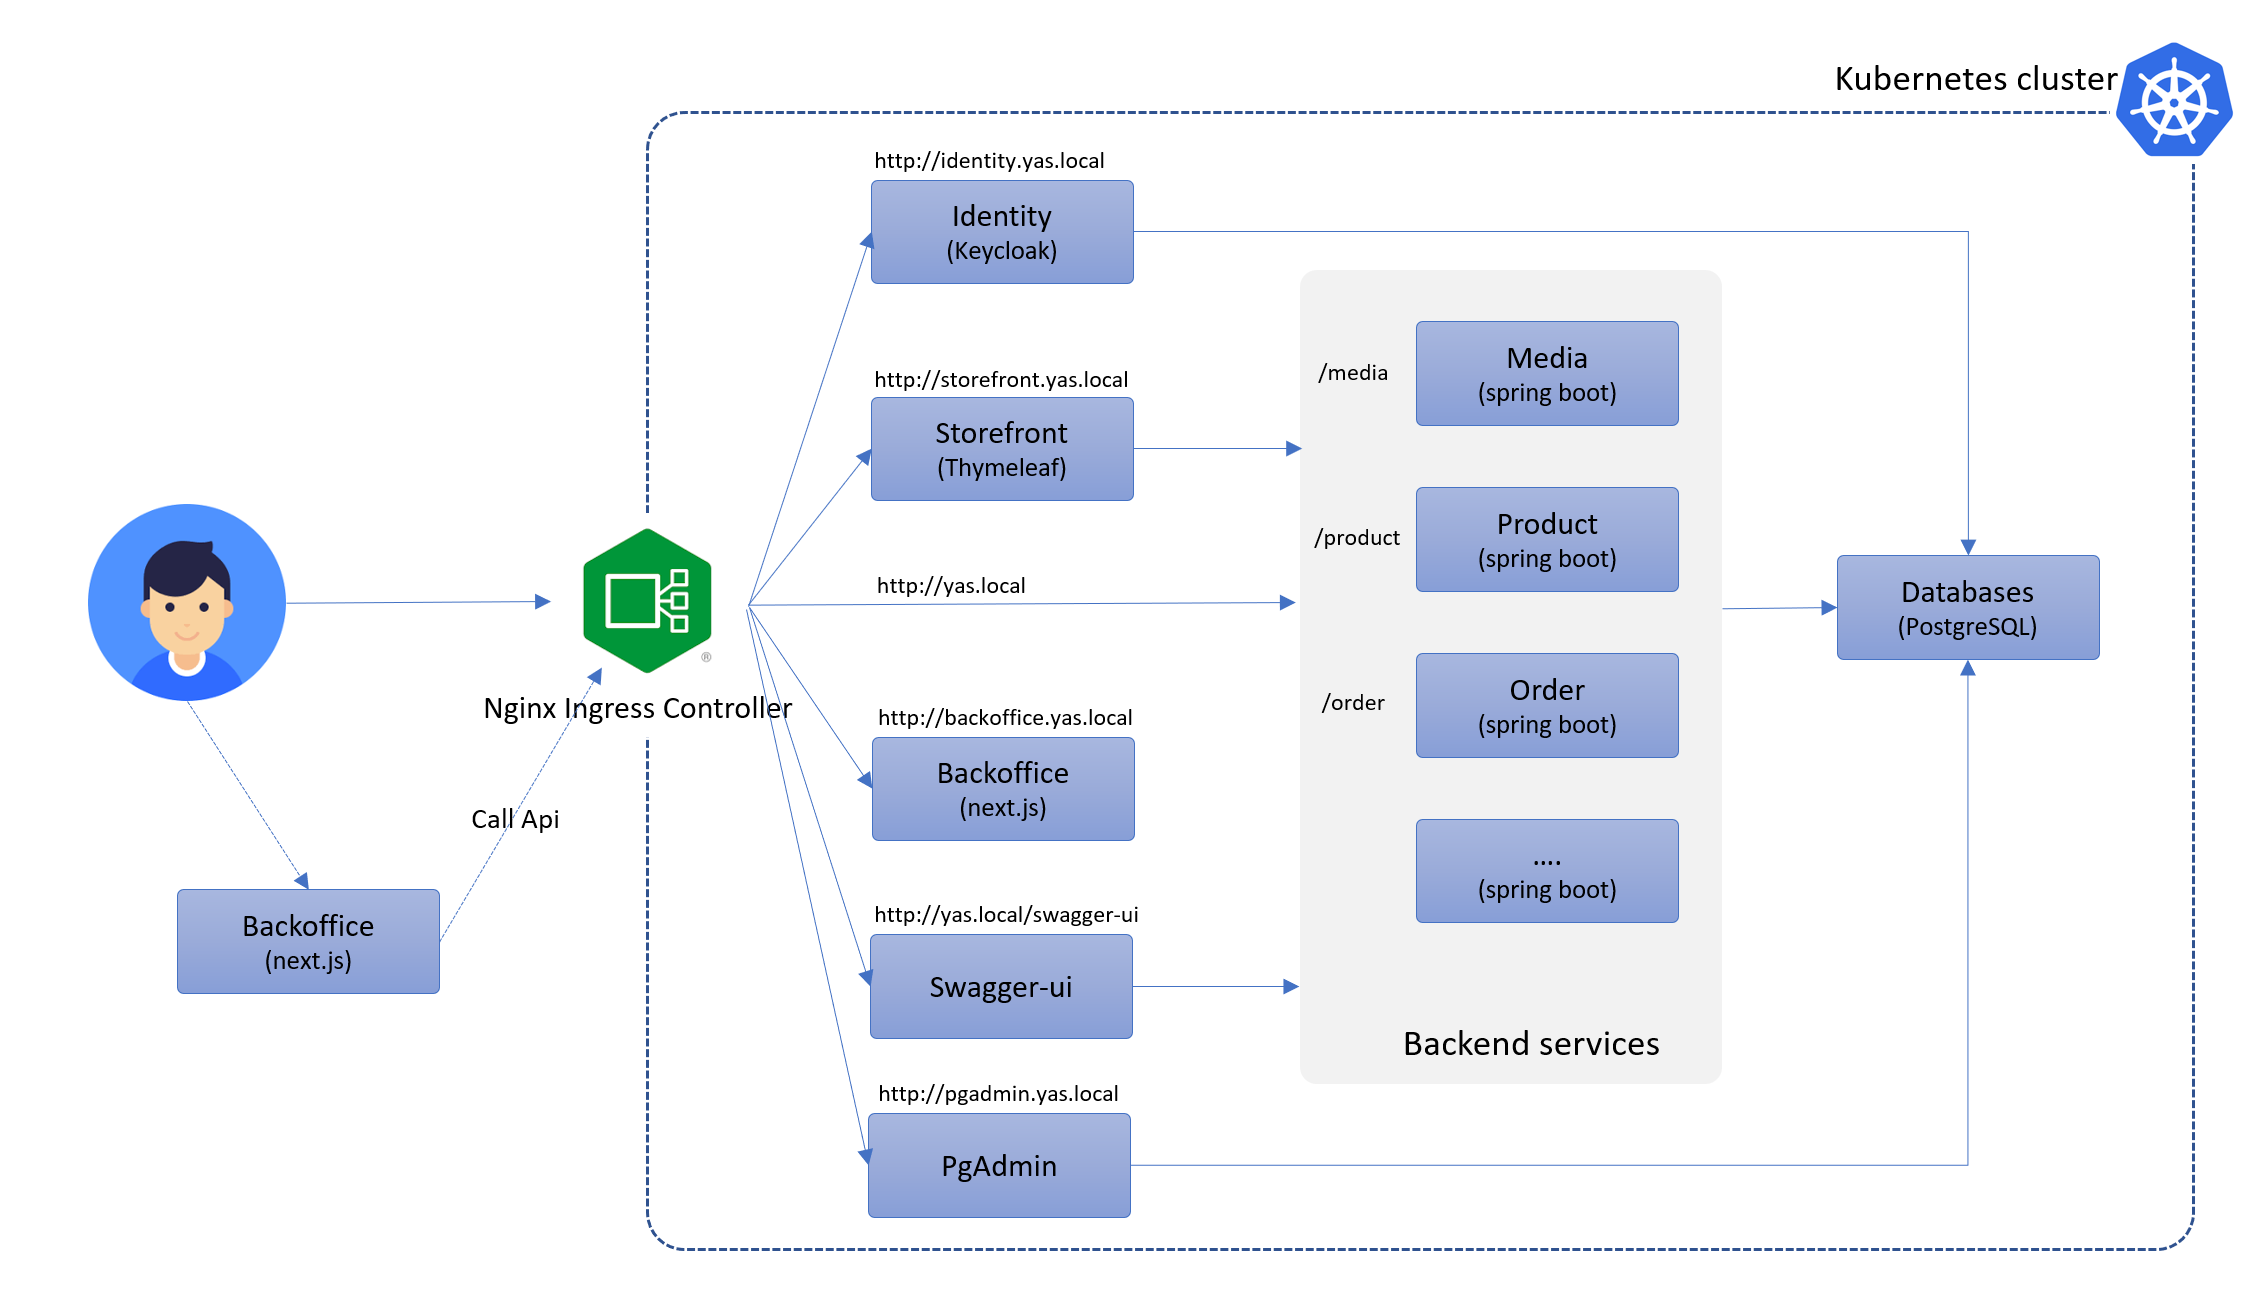 Kubernetes cluster
http://identity.yas.local
Identity
(Keycloak)
http://storefront.yas.local
Storefront
(Thymeleaf)
http://yas.local
http://backoffice.yas.local
Backoffice
(next.js)
http://yas.local/swagger-ui
Swagger-ui
http://pgadmin.yas.local
PgAdmin
/media
Media
(spring boot)
/product
Product
(spring boot)
/order
Order
(spring boot)
....
(spring boot)
Backend services
Databases
(PostgreSQL)
®
Nginx Ingress Controller
Call Api
Backoffice
(next.js)